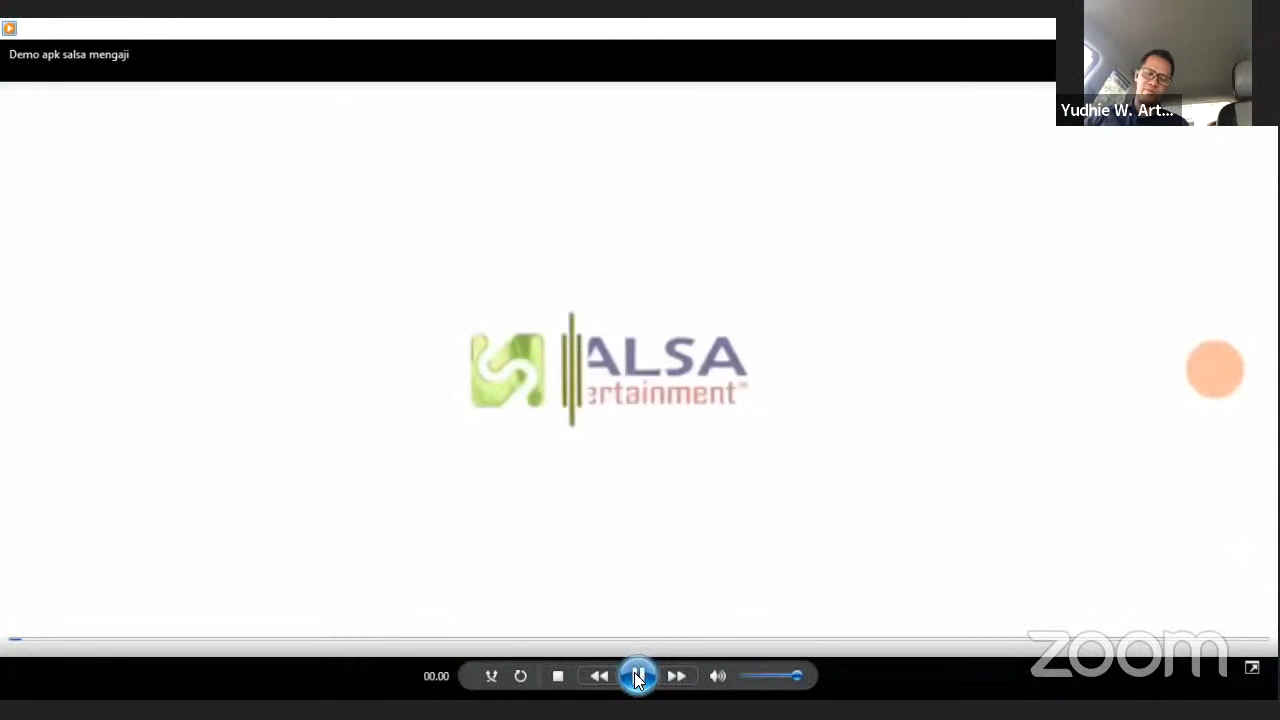 Demo apk salsa mengaji
Yudhie W. Art...
ALSA
ertainment™
00.00
zoom